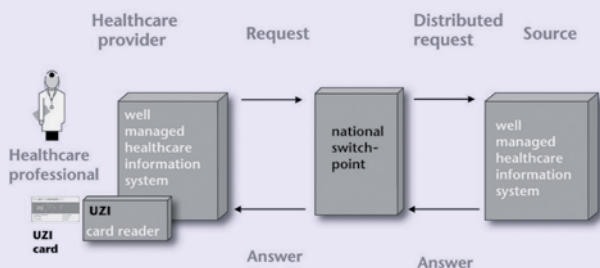 Healthcare
provider
Request
Distributed
request
Source
well
managed
healthcare
information
system
national
switch-
point
well
managed
healthcare
information
system
Healthcare
professional
UZI
card reader
UZI
card
Answer
Answer